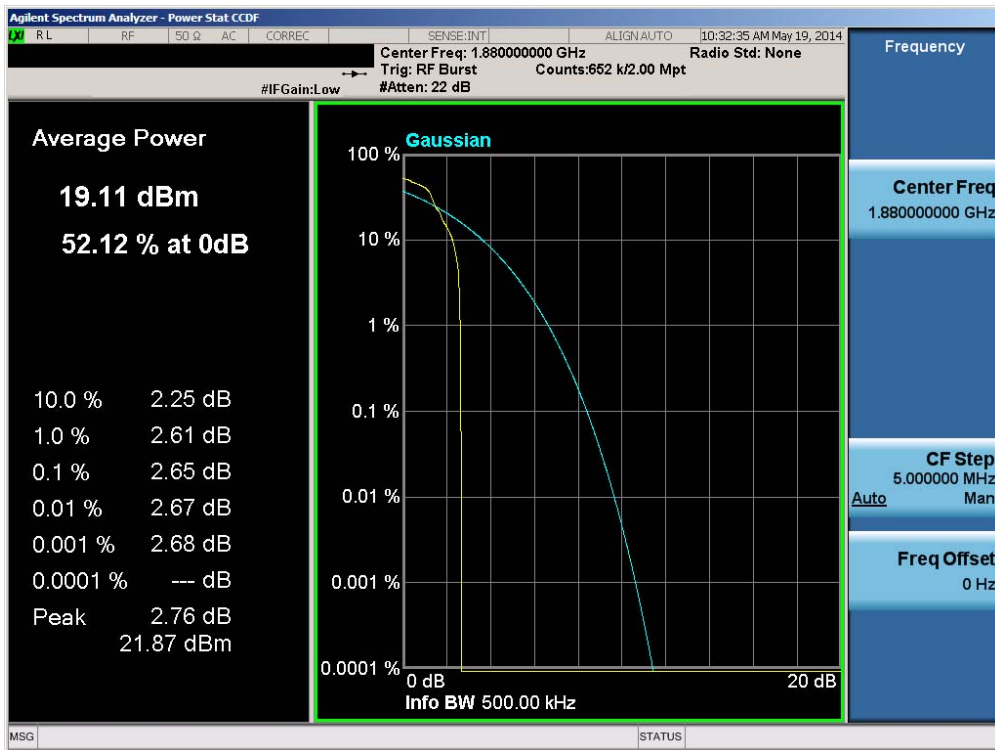 Agilent Spectrum Analyzer - Power Stat CCDF
LXI RL RF 50 Ω AC CORREC SENSE:INT ALIGN AUTO 10:32:35 AM May 19, 2014
Center Freq: 1.880000000 GHz Radio Std: None
Trig: RF Burst Counts:652 k/2.00 Mpt
#IFGain:Low #Atten: 22 dB
Frequency
Average Power
19.11 dBm
52.12 % at 0dB
10.0 % 2.25 dB
1.0 % 2.61 dB
0.1 % 2.65 dB
0.01 % 2.67 dB
0.001 % 2.68 dB
0.0001 % --- dB
Peak 2.76 dB
21.87 dBm
Gaussian
100 %
10 %
1 %
0.1 %
0.01 %
0.001 %
0.0001 %
0 dB 20 dB
Info BW 500.00 kHz
Center Freq
1.880000000 GHz
CF Step
5.000000 MHz
Auto Man
Freq Offset
0 Hz
MSG STATUS